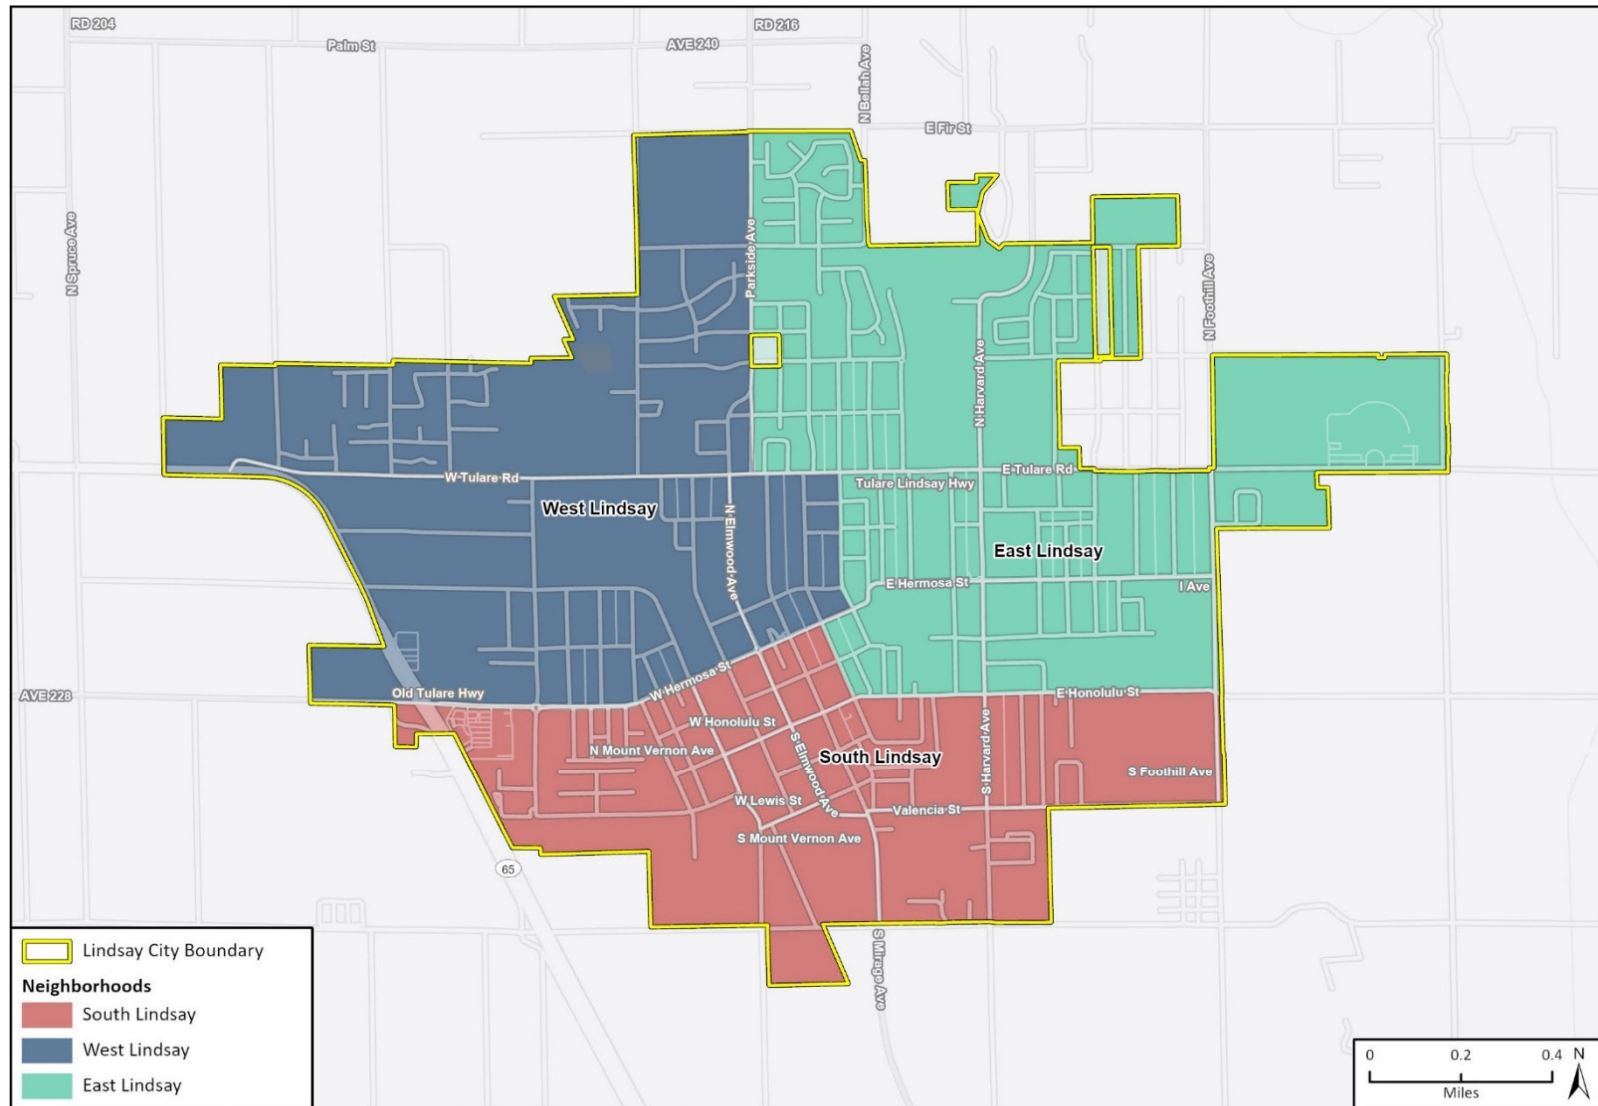 RD 204
RD 216
Palm St
AVE 240
N Bellah Ave
E Fir St
N Spruce Ave
Parkside Ave
N Foothill Ave
N Harvard Ave
W Tulare Rd
E Tulare Rd
Tulare Lindsay Hwy
West Lindsay
N Elmwood Ave
East Lindsay
E Hermosa St
I Ave
W Hermosa St
AVE 228
Old Tulare Hwy
E Honolulu St
W Honolulu St
N Mount Vernon Ave
S Elmwood Ave
South Lindsay
S Harvard Ave
S Foothill Ave
W Lewis St
Valencia St
S Mount Vernon Ave
65
S Mirage Ave
Lindsay City Boundary
Neighborhoods
South Lindsay
West Lindsay
East Lindsay
0 0.2 0.4 N
Miles